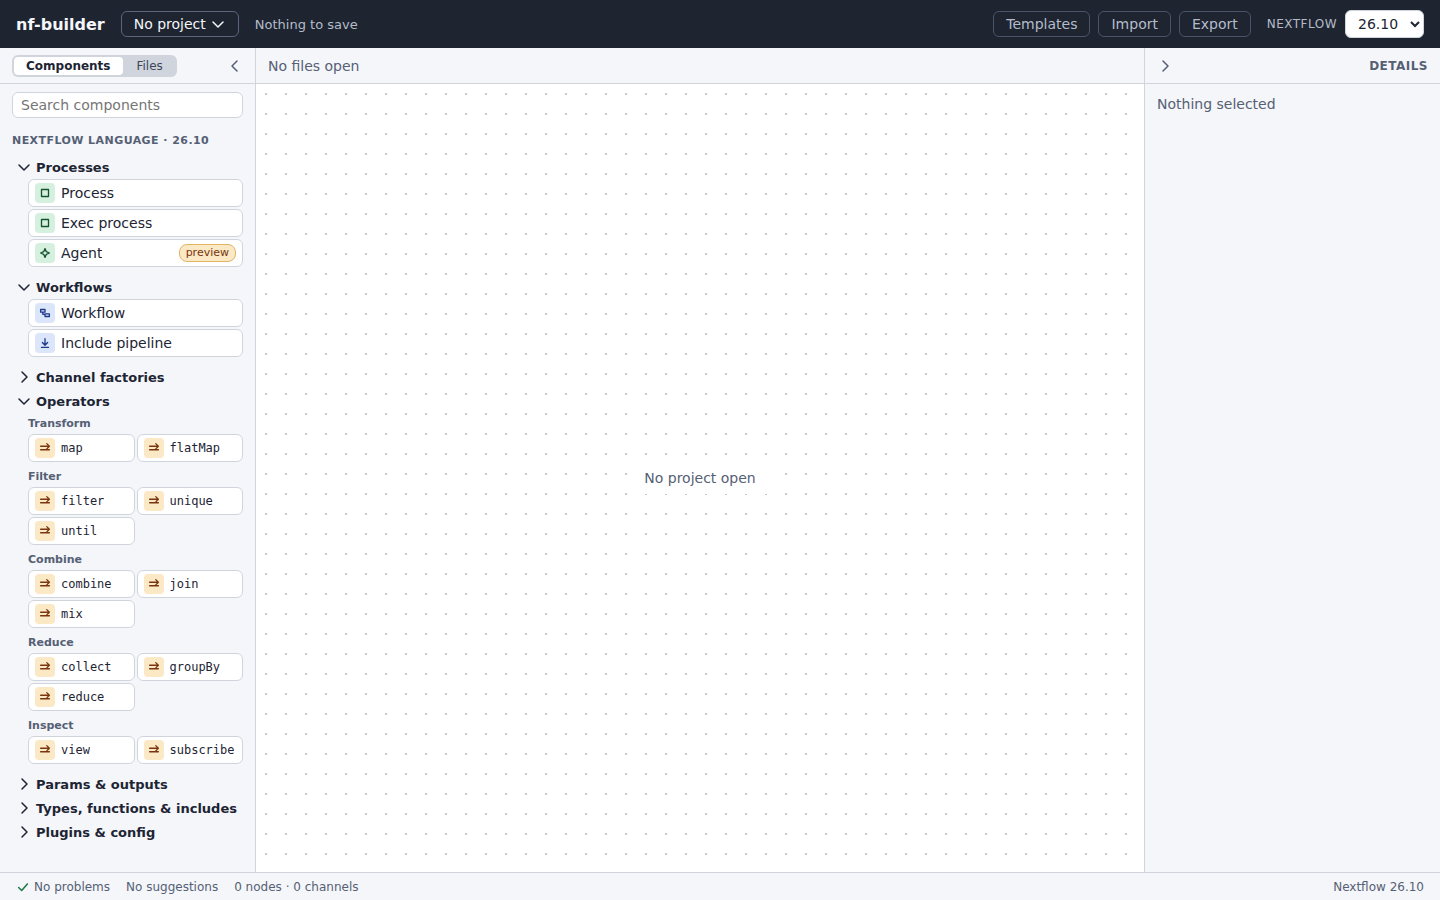 nf-builder
No project
Nothing to save
Templates
Import
Export
NEXTFLOW
26.10
Components
Files
No files open
DETAILS
Search components
Nothing selected
NEXTFLOW LANGUAGE · 26.10
Processes
Process
Exec process
Agent
preview
Workflows
Workflow
Include pipeline
Channel factories
Operators
Transform
map
flatMap
Filter
filter
unique
until
Combine
combine
join
mix
Reduce
collect
groupBy
reduce
Inspect
view
subscribe
Params & outputs
Types, functions & includes
Plugins & config
No project open
No problems
No suggestions
0 nodes · 0 channels
Nextflow 26.10